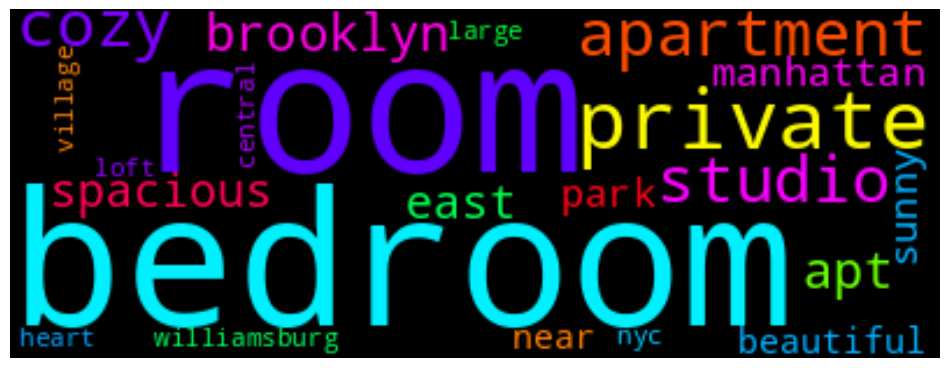 cozy
brooklyn
large
apartment
village
room
central
manhattan
private
loft
spacious
east
park
studio
sunny
bedroom
apt
heart
williamsburg
near
nyc
beautiful